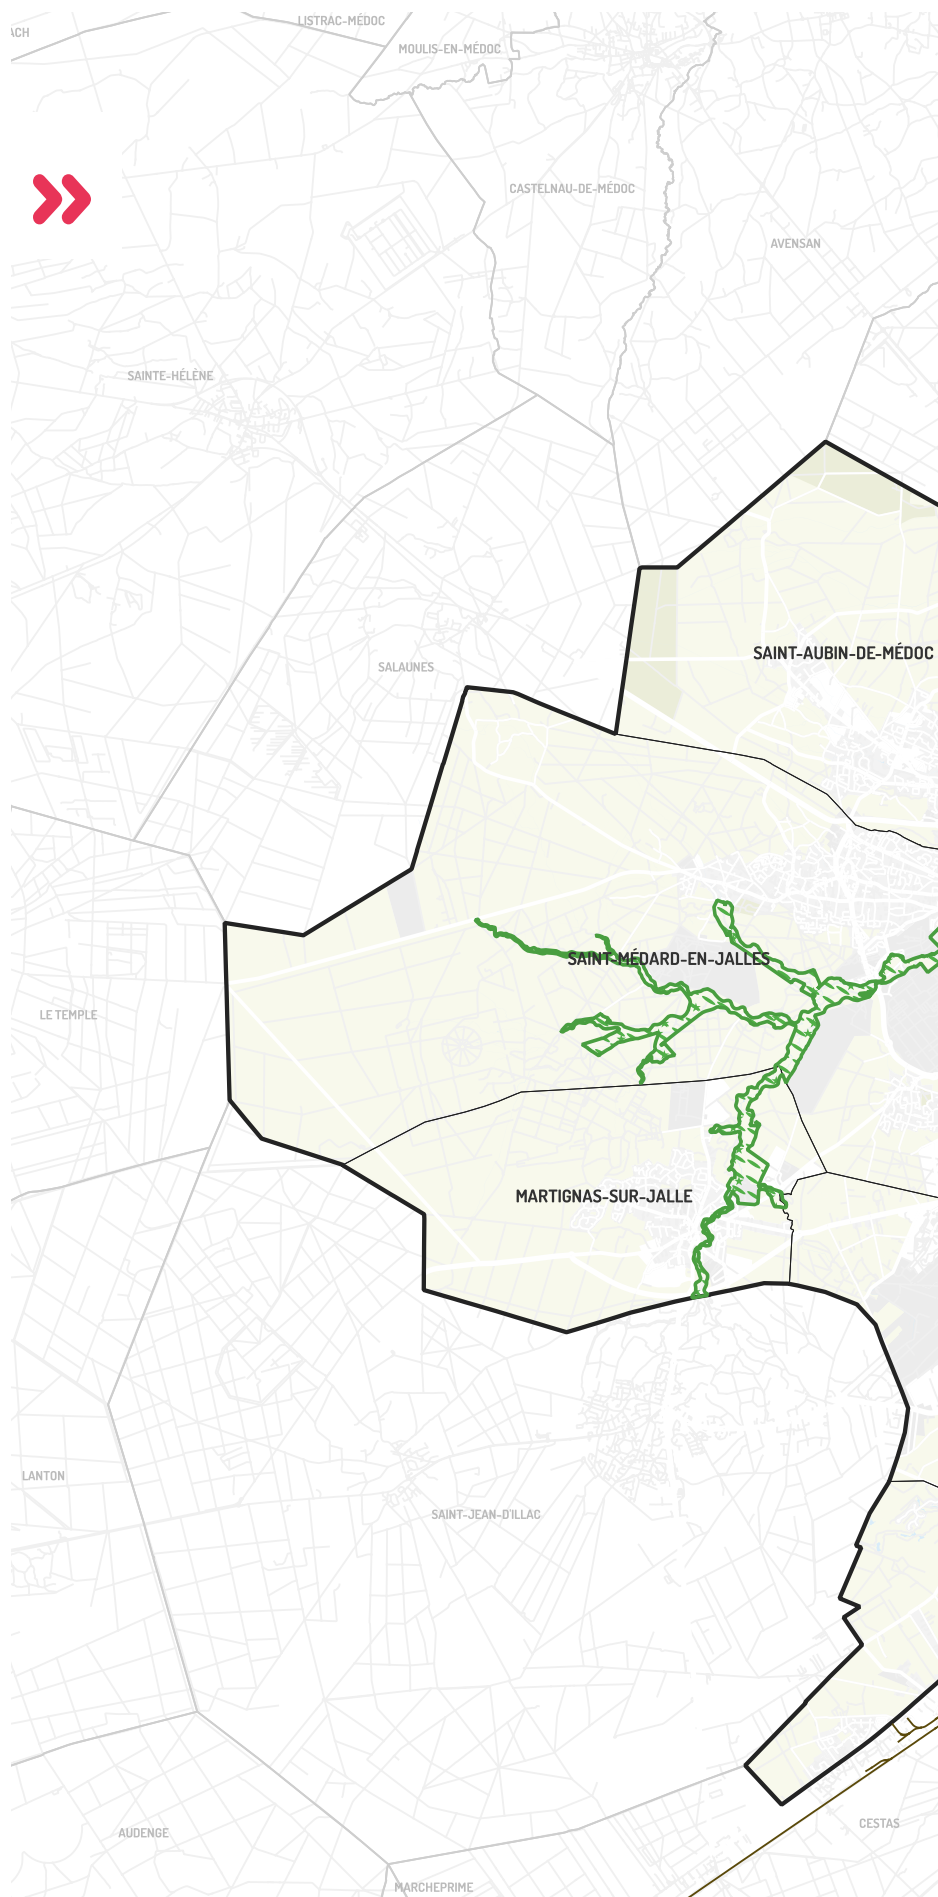 LISTRAC-MÉDOC
ACH
MOULIS-EN-MÉDOC
CASTELNAU-DE-MÉDOC
AVENSAN
SAINTE-HÉLÈNE
SAINT-AUBIN-DE-MÉDOC
SALAUNES
SAINT-MÉDARD-EN-JALLES
LE TEMPLE
MARTIGNAS-SUR-JALLE
LANTON
SAINT-JEAN-D'ILLAC
CESTAS
AUDENGE
MARCHEPRIME